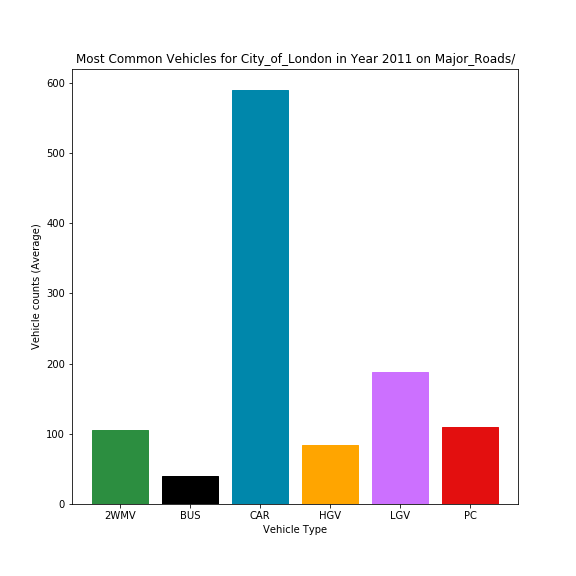 Most Common Vehicles for City_of_London in Year 2011 on Major_Roads/
Vehicle counts (Average)
600
500
400
300
200
100
0
2WMV BUS CAR HGV LGV PC
Vehicle Type